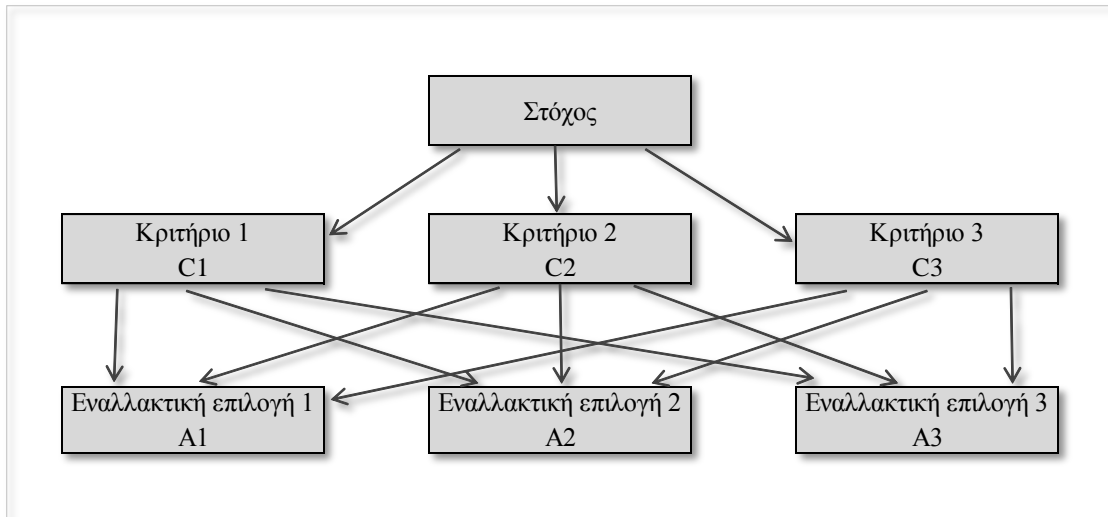 Στόχος
Κριτήριο 1
C1
Κριτήριο 2
C2
Κριτήριο 3
C3
Εναλλακτική επιλογή 1
A1
Εναλλακτική επιλογή 2
A2
Εναλλακτική επιλογή 3
A3